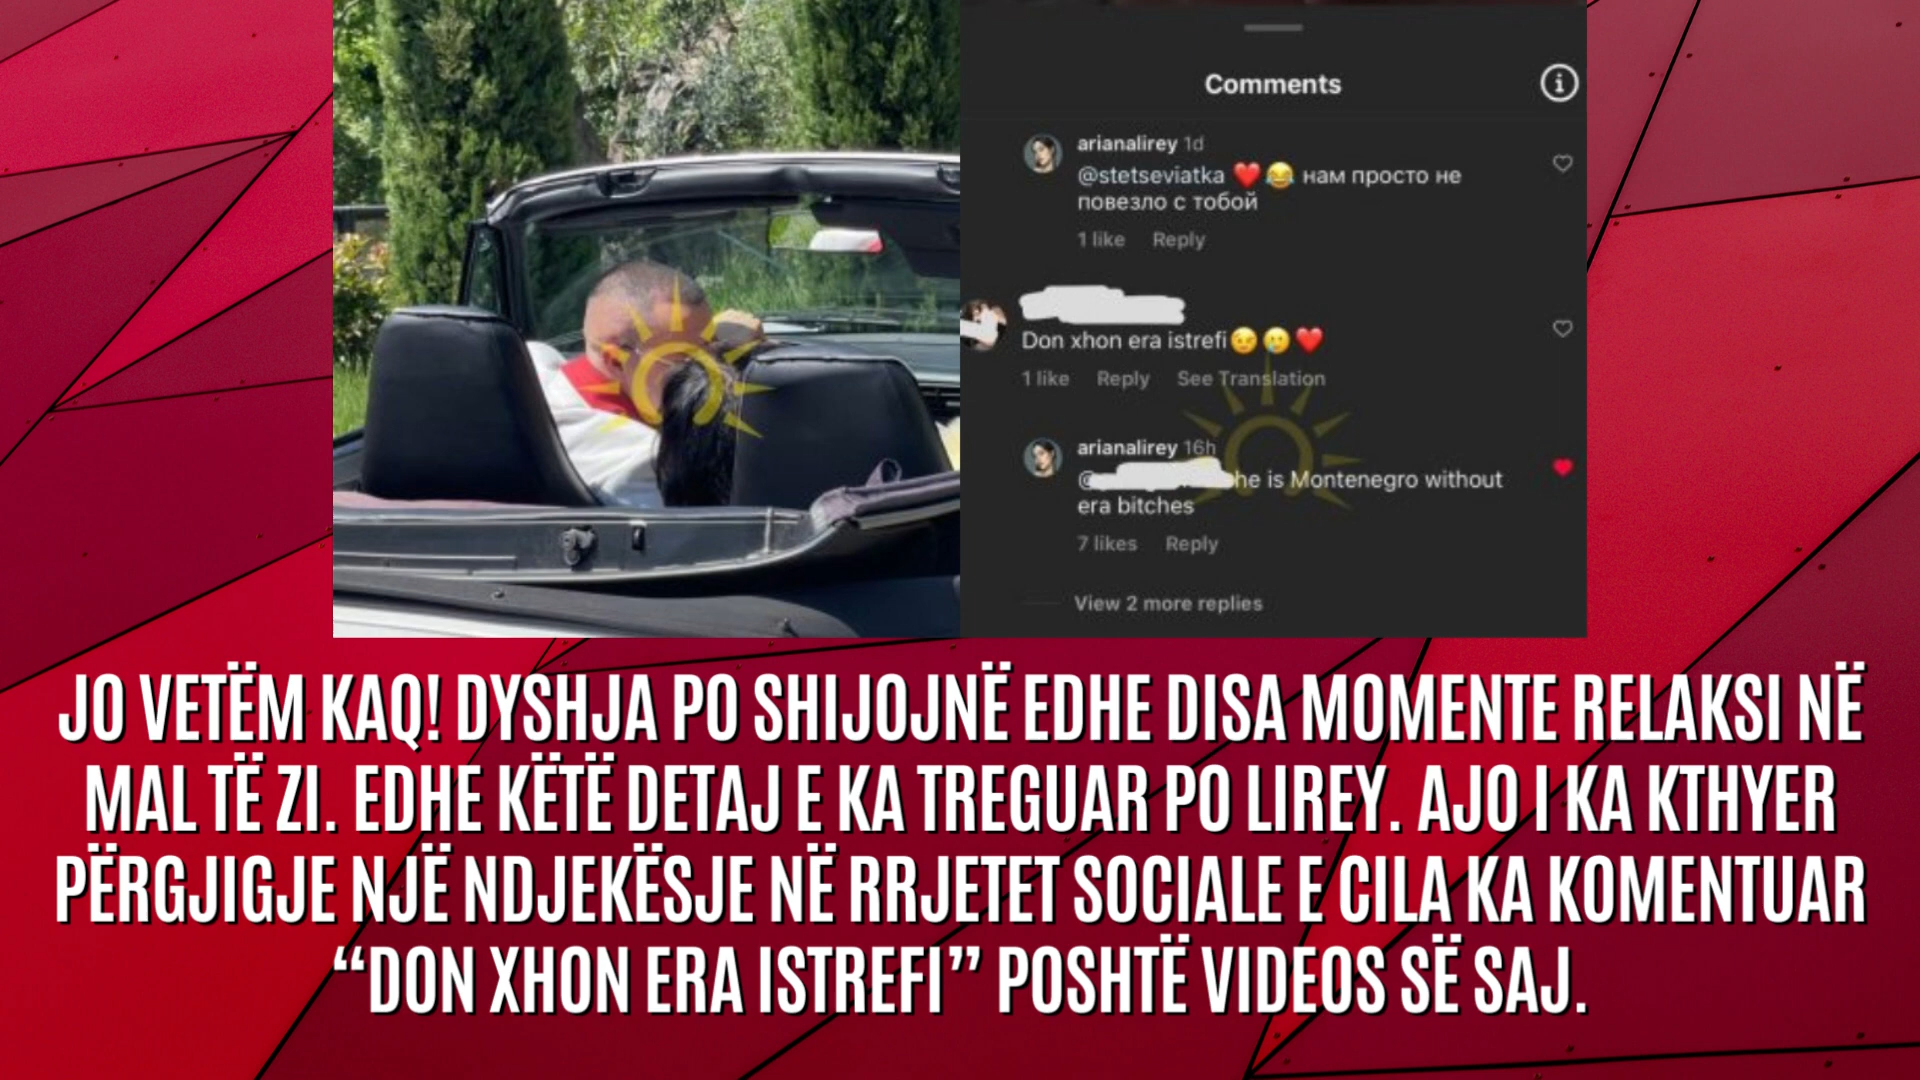 Comments
arianalirey 1d
@stetseviatka ❤️😂 нам просто не
повезло с тобой
1 like Reply
Don xhon era istrefi😉🥲❤️
1 like Reply See Translation
arianalirey 16h
he is Montenegro without
era bitches
7 likes Reply
View 2 more replies
JO VETËM KAQ! DYSHJA PO SHIJOJNË EDHE DISA MOMENTE RELAKSI NË
MAL TË ZI. EDHE KËTË DETAJ E KA TREGUAR PO LIREY. AJO I KA KTHYER
PËRGJIGJE NJË NDJEKËSJE NË RRJETET SOCIALE E CILA KA KOMENTUAR
“DON XHON ERA ISTREFI” POSHTË VIDEOS SË SAJ.